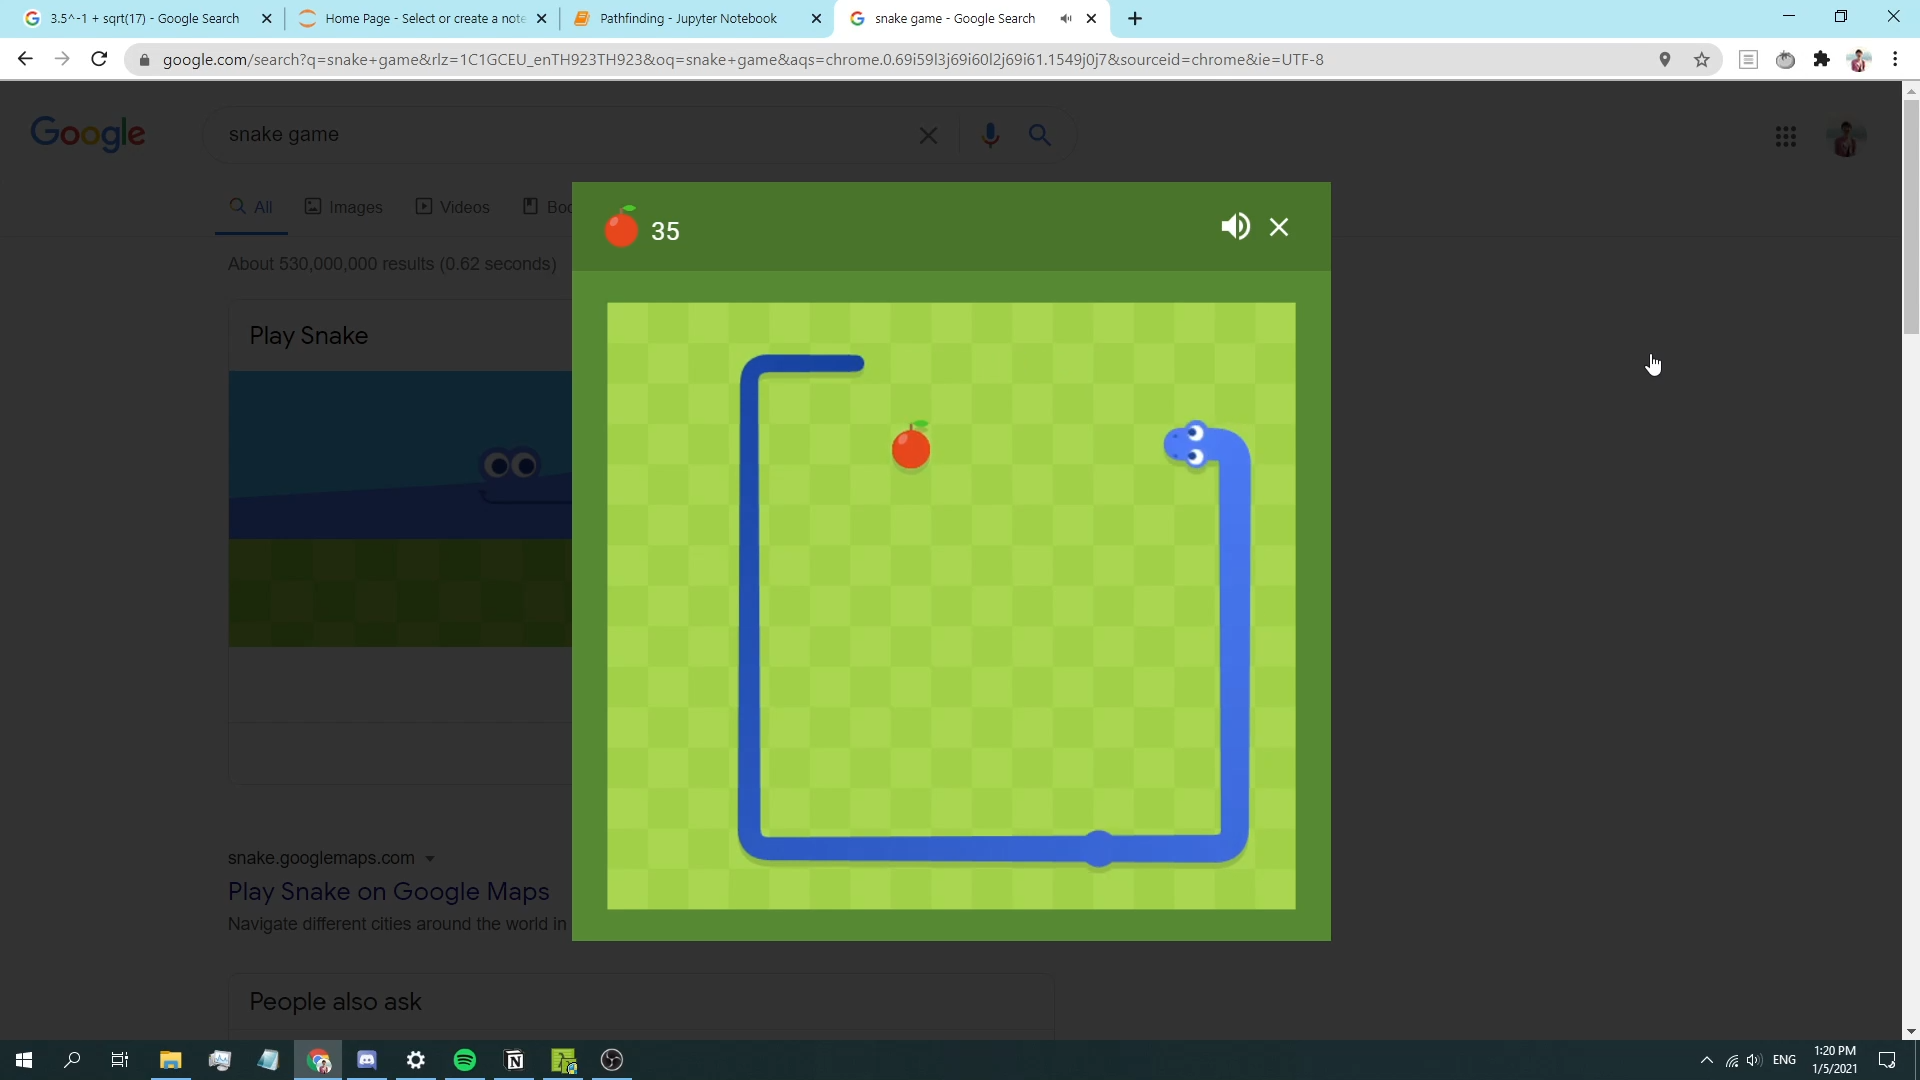 3.5^-1 + sqrt(17) - Google Search
Home Page - Select or create a note
Pathfinding - Jupyter Notebook
snake game - Google Search
google.com/search?q=snake+game&rlz=1C1GCEU_enTH923TH923&oq=snake+game&aqs=chrome.0.69i59l3j69i60l2j69i61.1549j0j7&sourceid=chrome&ie=UTF-8
Google
snake game
All
Images
Videos
Boo
About 530,000,000 results (0.62 seconds)
35
Play Snake
snake.googlemaps.com
Play Snake on Google Maps
Navigate different cities around the world in
People also ask
ENG
1:20 PM
1/5/2021